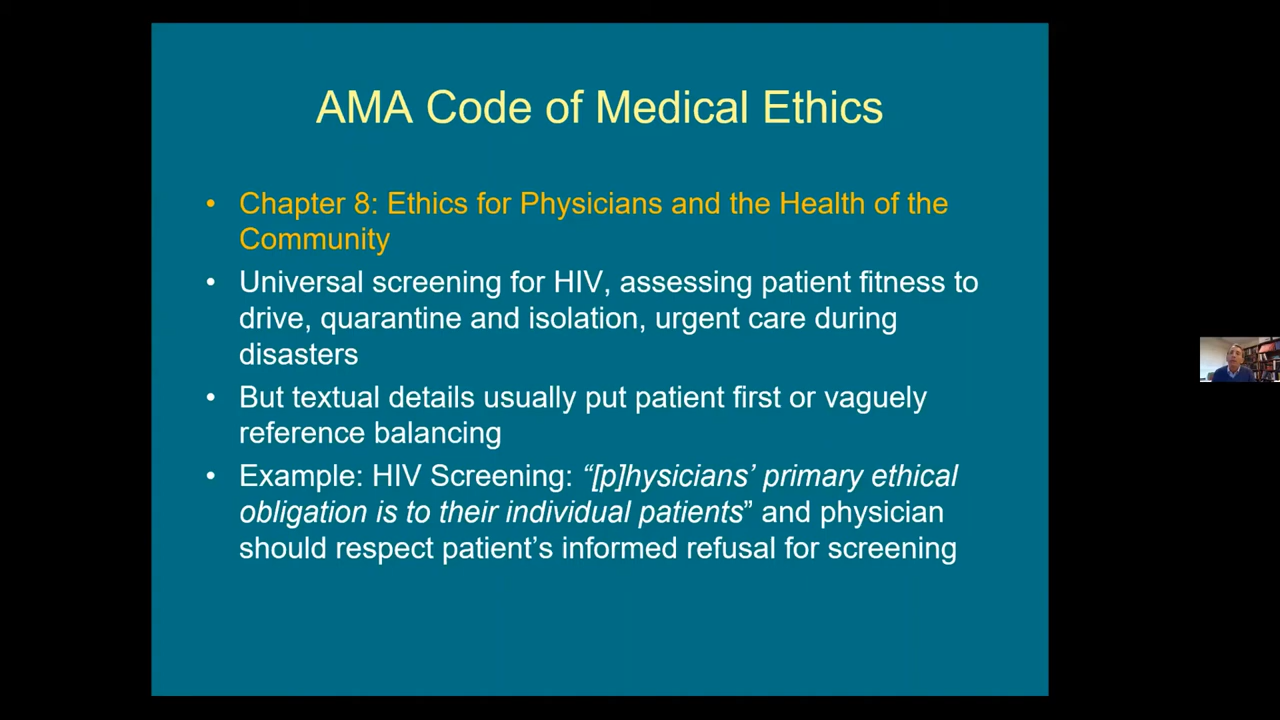 AMA Code of Medical Ethics
• Chapter 8: Ethics for Physicians and the Health of the
Community
• Universal screening for HIV, assessing patient fitness to
drive, quarantine and isolation, urgent care during
disasters
• But textual details usually put patient first or vaguely
reference balancing
• Example: HIV Screening: “[p]hysicians’ primary ethical
obligation is to their individual patients” and physician
should respect patient’s informed refusal for screening